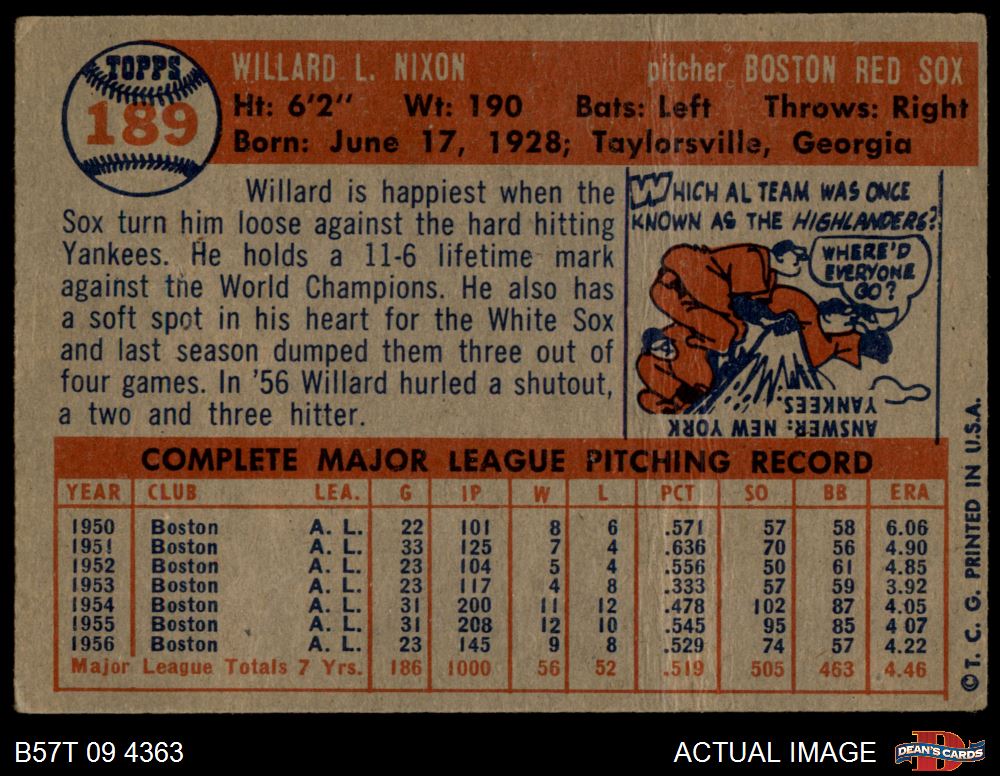 TOPPS
189
WILLARD L. NIXON pitcher BOSTON RED SOX
Ht: 6'2" Wt: 190 Bats: Left Throws: Right
Born: June 17, 1928; Taylorsville, Georgia
Willard is happiest when the
Sox turn him loose against the hard hitting
Yankees. He holds a 11-6 lifetime mark
against the World Champions. He also has
a soft spot in his heart for the White Sox
and last season dumped them three out of
four games. In '56 Willard hurled a shutout,
a two and three hitter.
WHICH AL TEAM WAS ONCE
KNOWN AS THE HIGHLANDERS?
WHERE'D
EVERYONE
GO?
ANSWER: NEW YORK
YANKEES.
COMPLETE MAJOR LEAGUE PITCHING RECORD
YEAR CLUB LEA. G IP W L PCT SO BB ERA
1950 Boston A. L. 22 101 8 6 .571 57 58 6.06
1951 Boston A. L. 33 125 7 4 .636 70 56 4.90
1952 Boston A. L. 23 104 5 4 .556 50 61 4.85
1953 Boston A. L. 23 117 4 8 .333 57 59 3.92
1954 Boston A. L. 31 200 11 12 .478 102 87 4.05
1955 Boston A. L. 31 208 12 10 .545 95 85 4 07
1956 Boston A. L. 23 145 9 8 .529 74 57 4.22
Major League Totals 7 Yrs. 186 1000 56 52 .519 505 463 4.46
© T. C. G. PRINTED IN U.S.A.
B57T 09 4363
ACTUAL IMAGE
DEAN'S CARDS